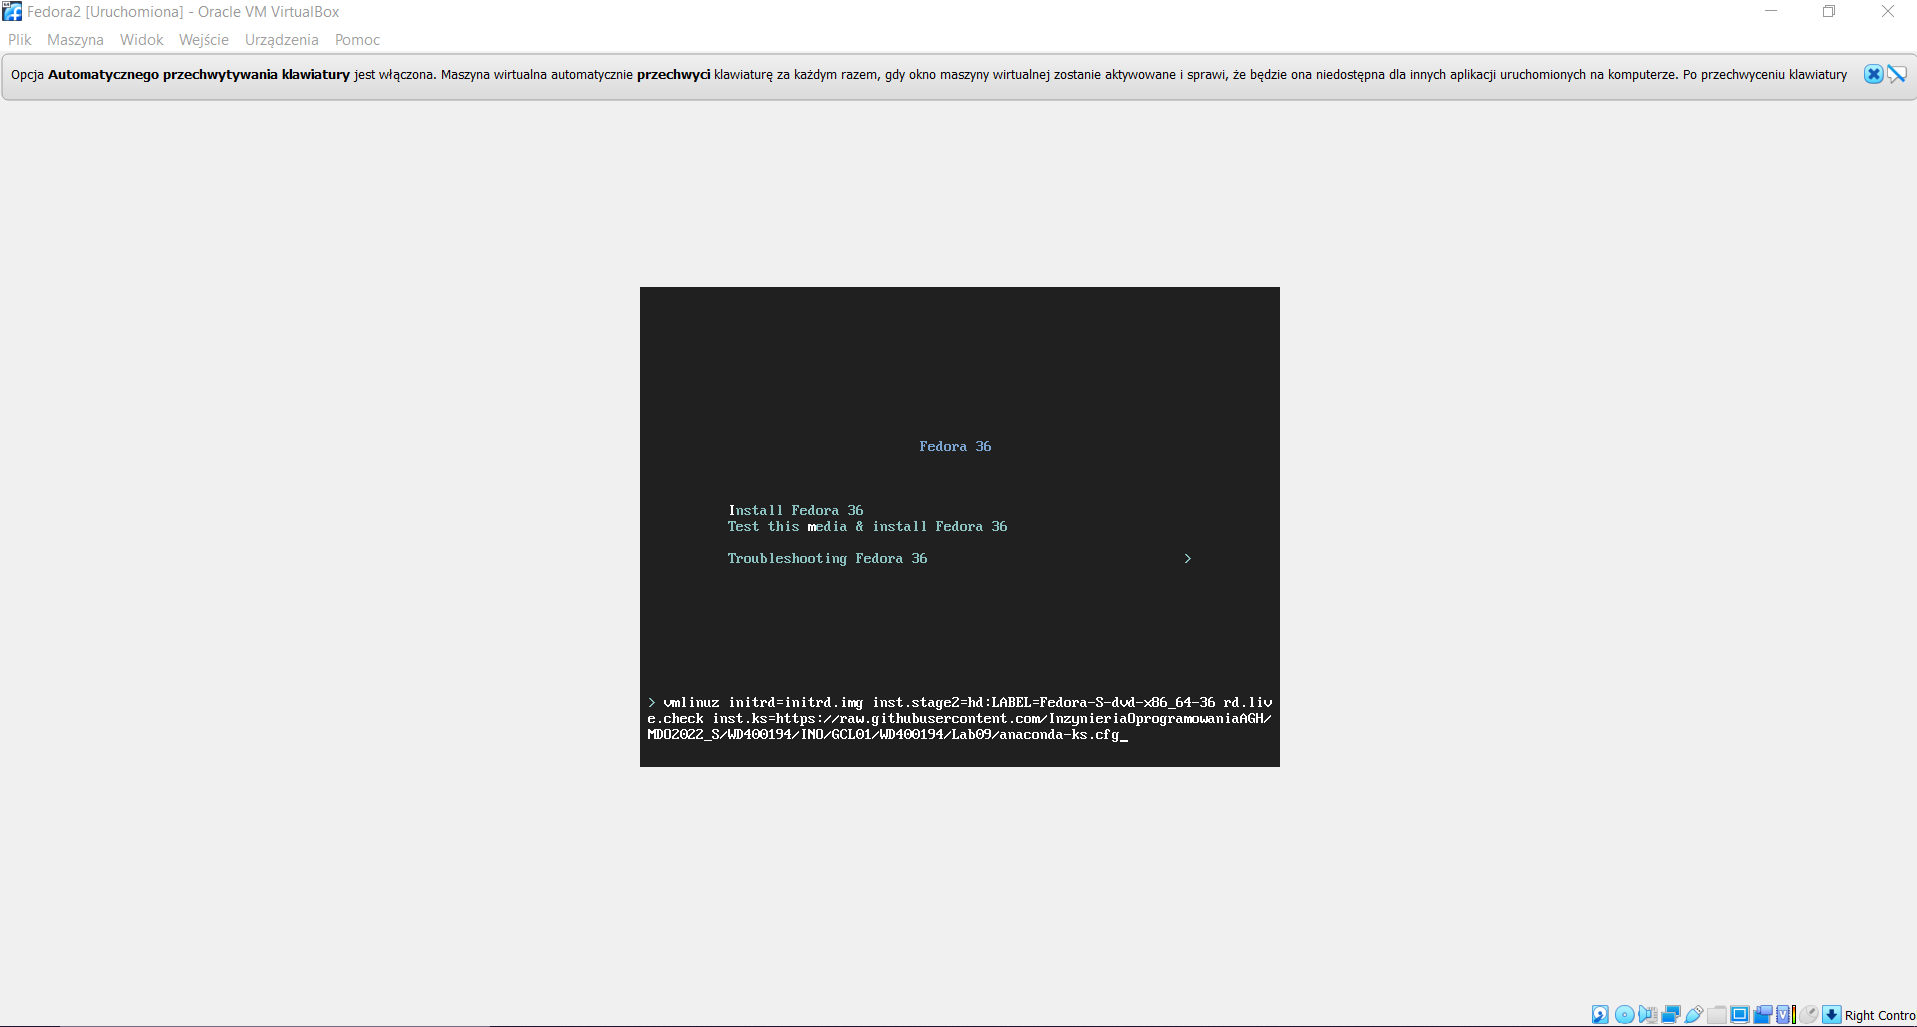 Fedora2 [Uruchomiona] - Oracle VM VirtualBox
Plik Maszyna Widok Wejście Urządzenia Pomoc
Opcja Automatycznego przechwytywania klawiatury jest włączona. Maszyna wirtualna automatycznie przechwyci klawiaturę za każdym razem, gdy okno maszyny wirtualnej zostanie aktywowane i sprawi, że będzie ona niedostępna dla innych aplikacji uruchomionych na komputerze. Po przechwyceniu klawiatury
Fedora 36
Install Fedora 36
Test this media & install Fedora 36
Troubleshooting Fedora 36 >
> vmlinuz initrd=initrd.img inst.stage2=hd:LABEL=Fedora-S-dvd-x86_64-36 rd.liv
e.check inst.ks=https://raw.githubusercontent.com/InzynieriaOprogramowaniaAGH/
MDO2022_S/WD400194/INO/GCL01/WD400194/Lab09/anaconda-ks.cfg_
Right Contro